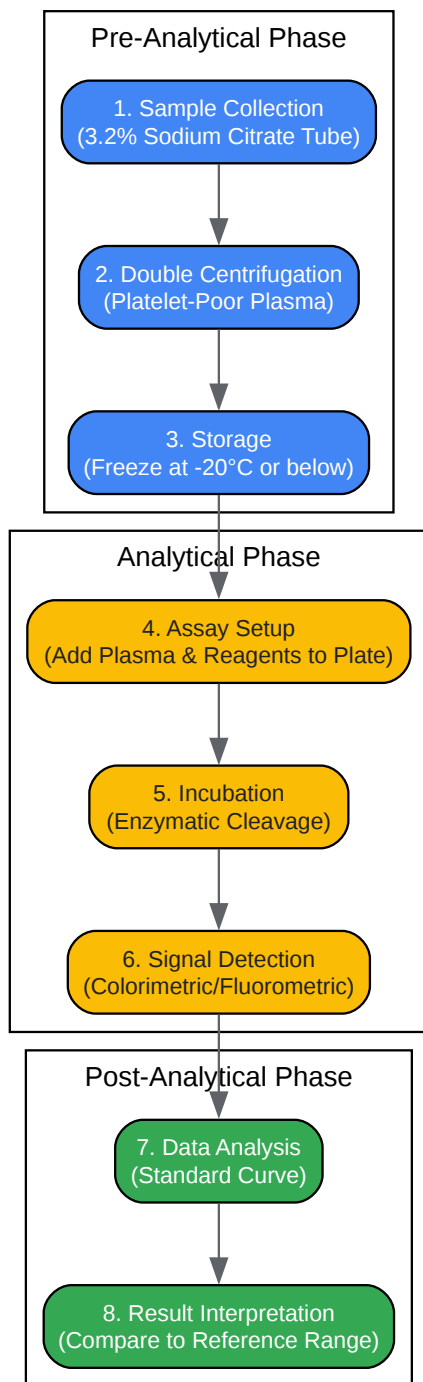 Pre-Analytical Phase
1. Sample Collection
(3.2% Sodium Citrate Tube)
2. Double Centrifugation
(Platelet-Poor Plasma)
3. Storage
(Freeze at -20°C or below)
Analytical Phase
4. Assay Setup
(Add Plasma & Reagents to Plate)
5. Incubation
(Enzymatic Cleavage)
6. Signal Detection
(Colorimetric/Fluorometric)
Post-Analytical Phase
7. Data Analysis
(Standard Curve)
8. Result Interpretation
(Compare to Reference Range)